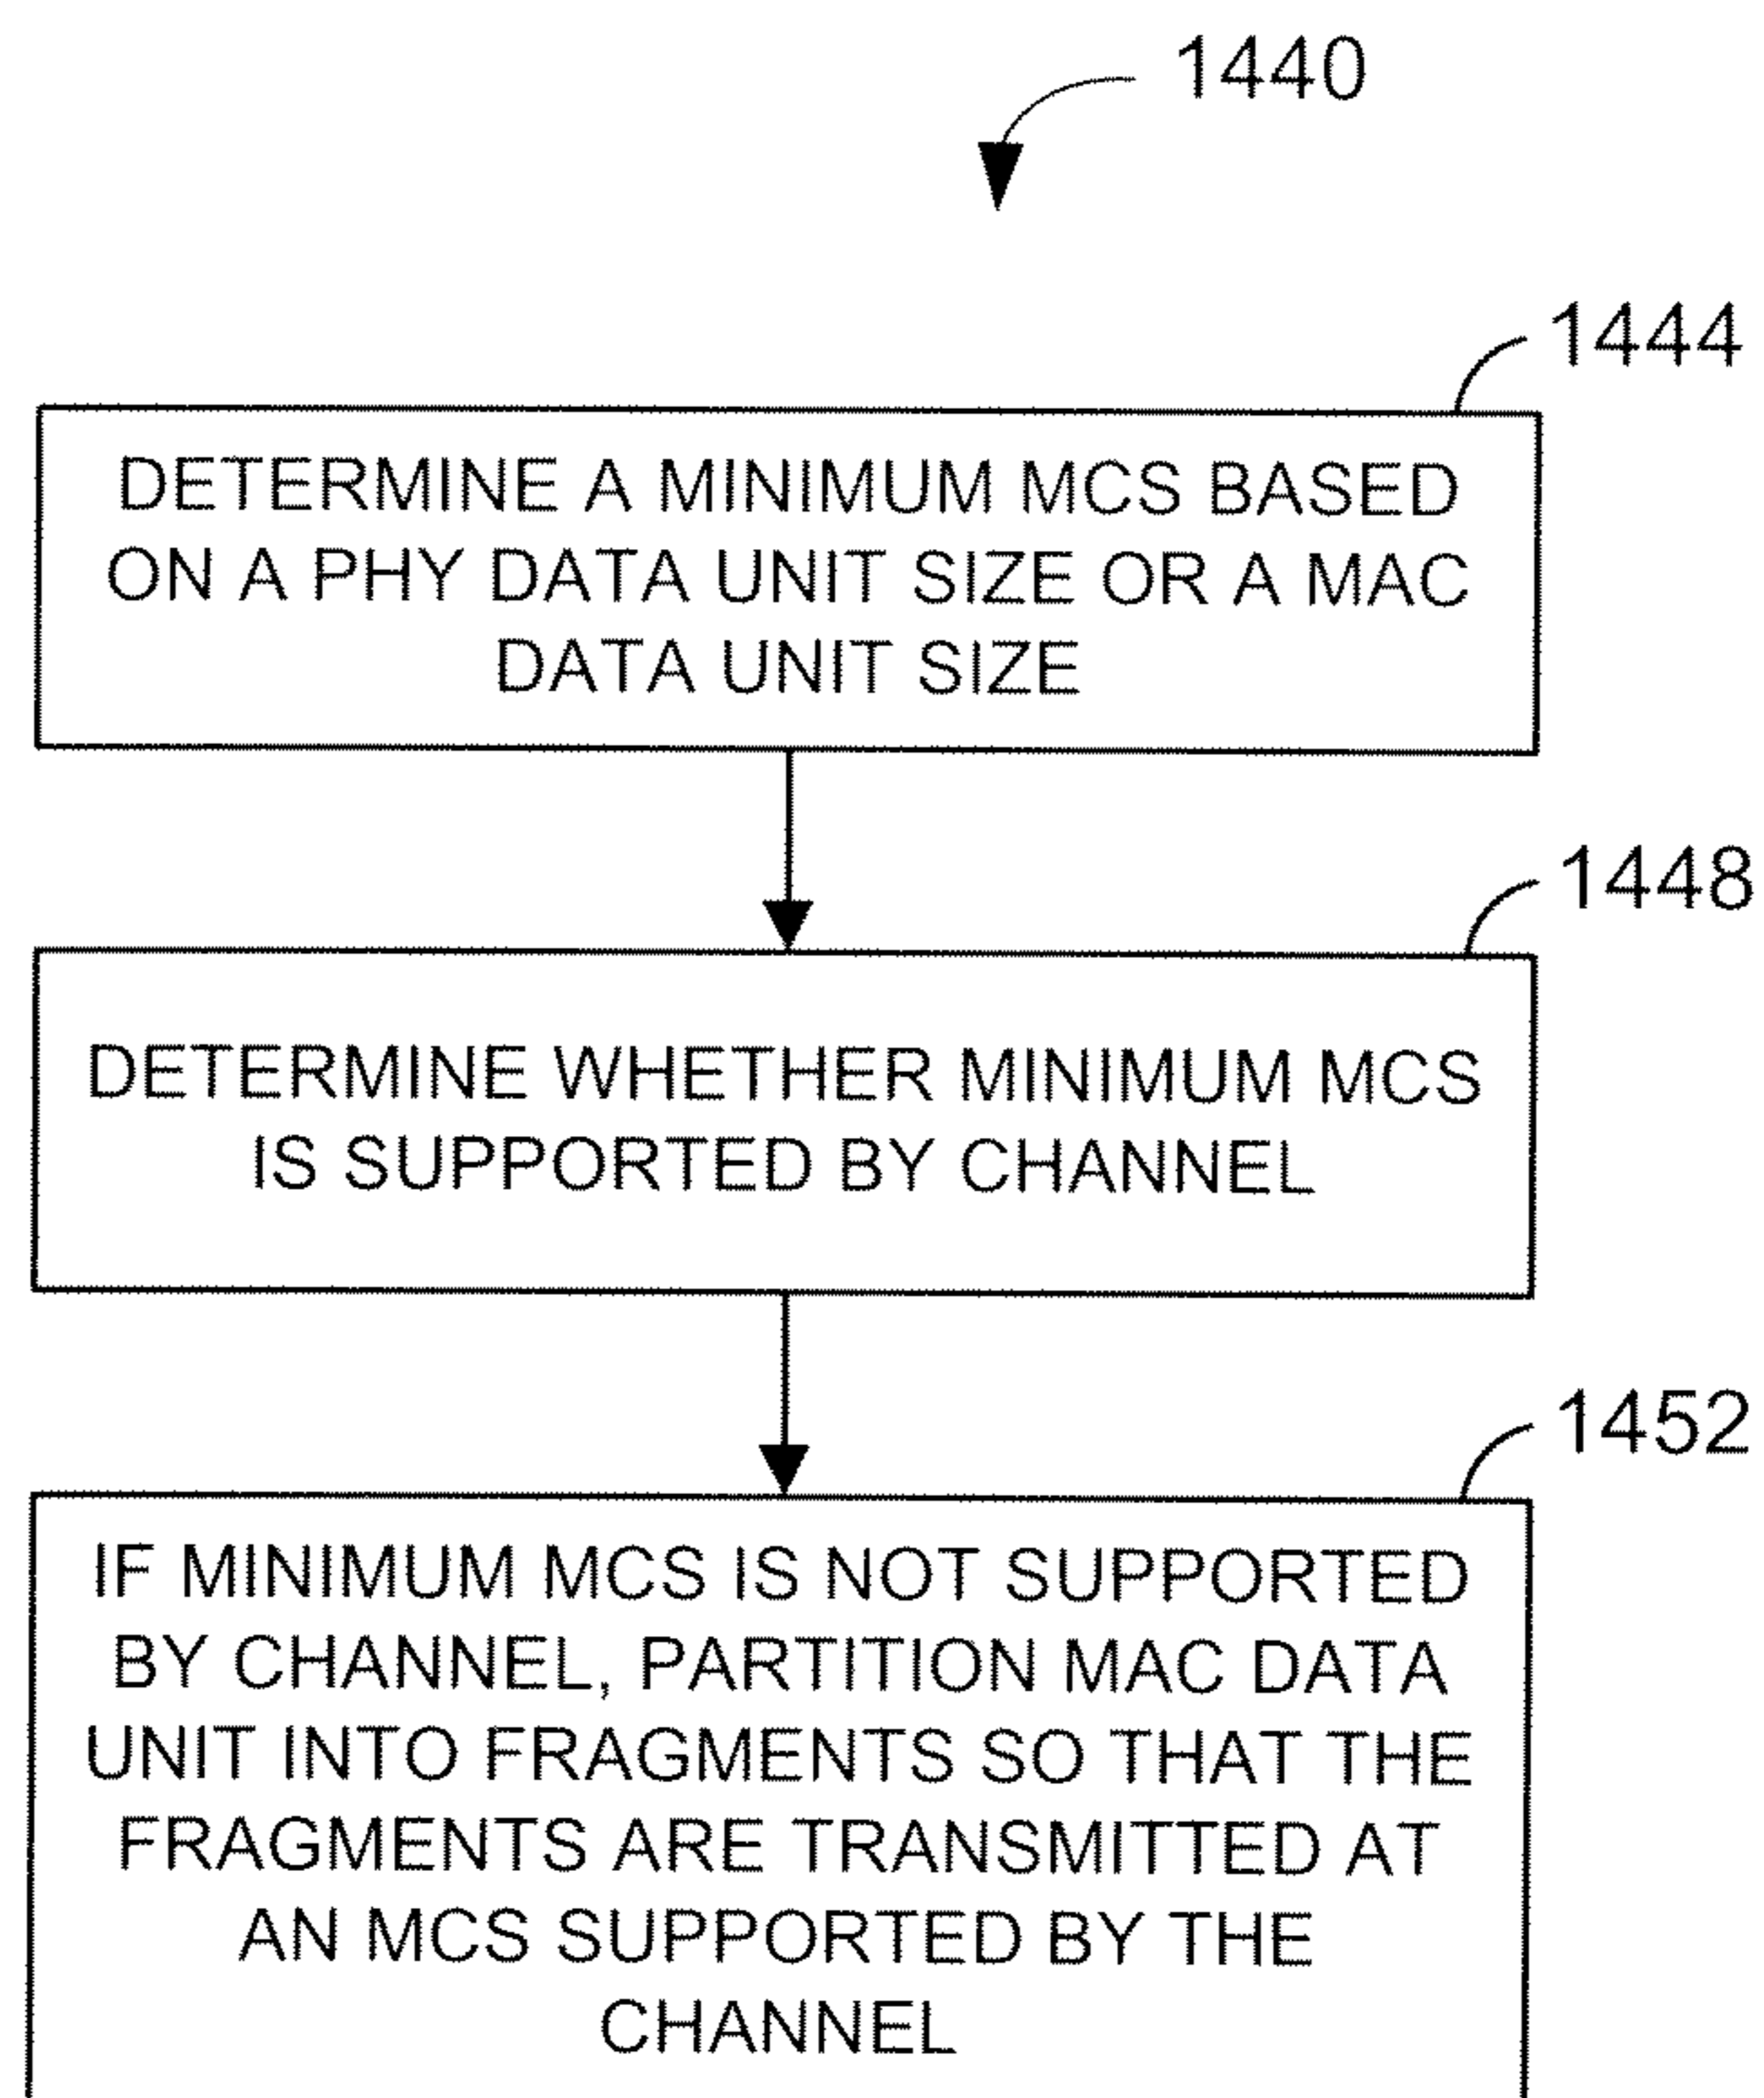 1440
1444
DETERMINE A MINIMUM MCS BASED
ON A PHY DATA UNIT SIZE OR A MAC
DATA UNIT SIZE
1448
DETERMINE WHETHER MINIMUM MCS
IS SUPPORTED BY CHANNEL
1452
IF MINIMUM MCS IS NOT SUPPORTED
BY CHANNEL, PARTITION MAC DATA
UNIT INTO FRAGMENTS SO THAT THE
FRAGMENTS ARE TRANSMITTED AT
AN MCS SUPPORTED BY THE
CHANNEL